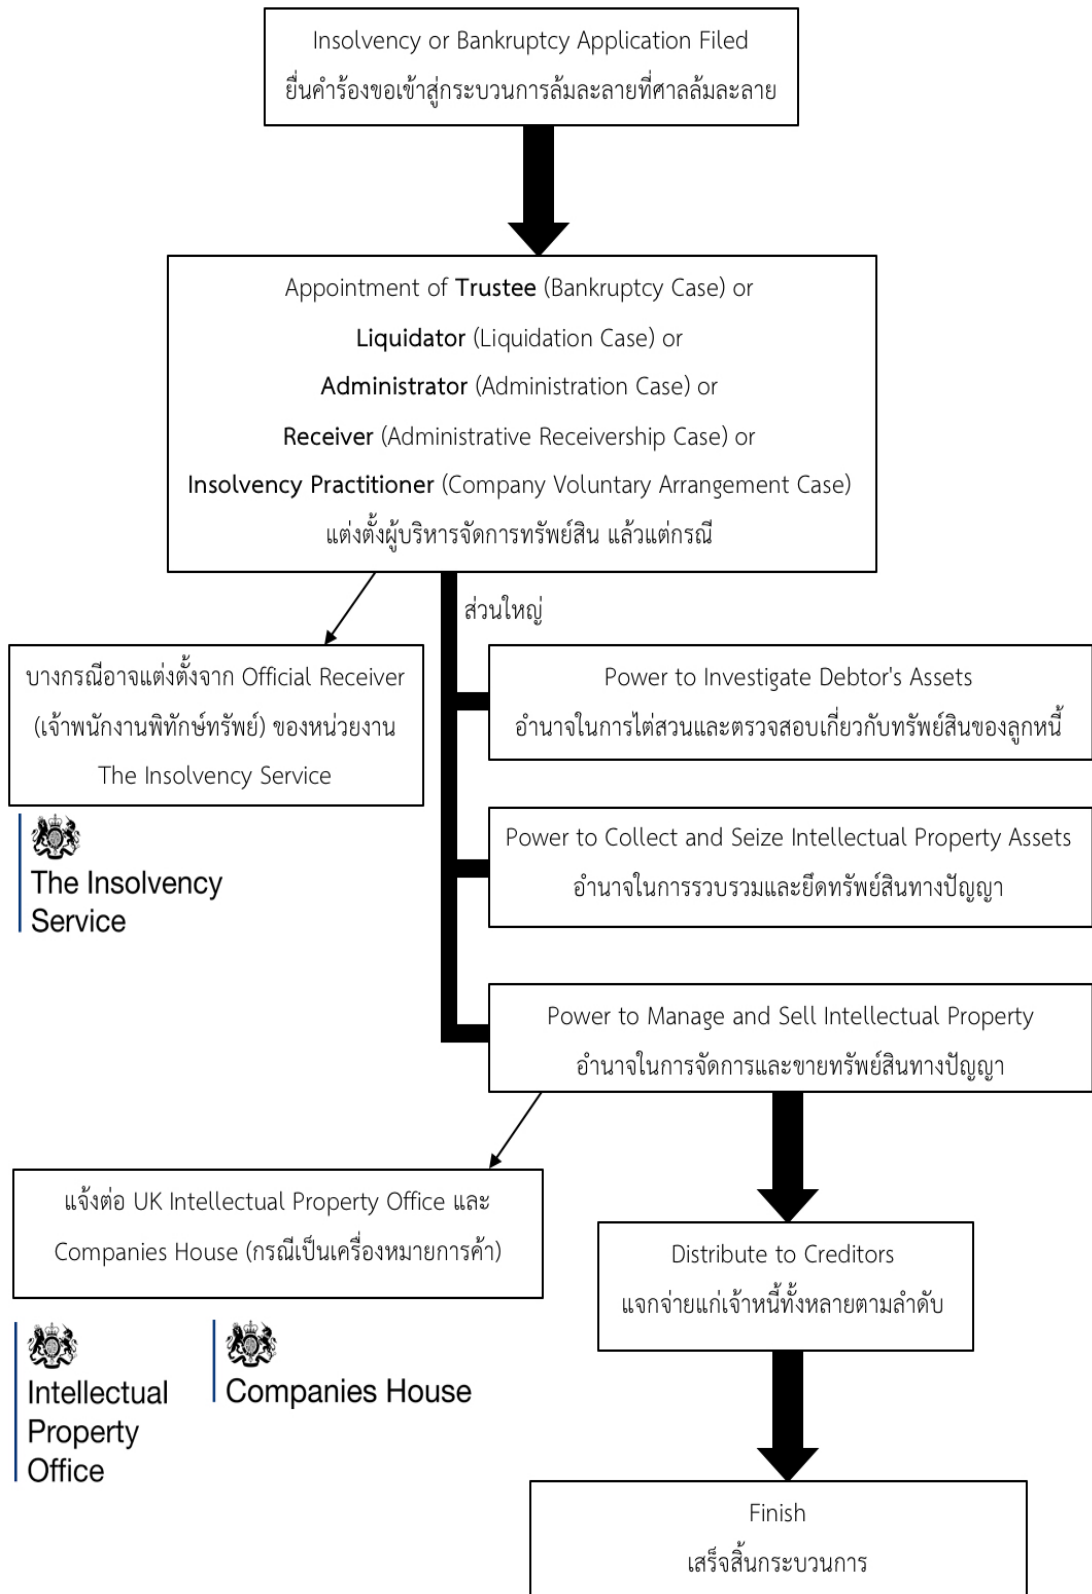 Insolvency or Bankruptcy Application Filed
ยื่นคำร้องขอเข้าสู่กระบวนการล้มละลายที่ศาลล้มละลาย
Appointment of Trustee (Bankruptcy Case) or
Liquidator (Liquidation Case) or
Administrator (Administration Case) or
Receiver (Administrative Receivership Case) or
Insolvency Practitioner (Company Voluntary Arrangement Case)
แต่งตั้งผู้บริหารจัดการทรัพย์สิน แล้วแต่กรณี
ส่วนใหญ่
บางกรณีอาจแต่งตั้งจาก Official Receiver
(เจ้าพนักงานพิทักษ์ทรัพย์) ของหน่วยงาน
The Insolvency Service
The Insolvency
Service
Power to Investigate Debtor's Assets
อำนาจในการไต่สวนและตรวจสอบเกี่ยวกับทรัพย์สินของลูกหนี้
Power to Collect and Seize Intellectual Property Assets
อำนาจในการรวบรวมและยึดทรัพย์สินทางปัญญา
Power to Manage and Sell Intellectual Property
อำนาจในการจัดการและขายทรัพย์สินทางปัญญา
แจ้งต่อ UK Intellectual Property Office และ
Companies House (กรณีเป็นเครื่องหมายการค้า)
Intellectual
Property
Office
Companies House
Distribute to Creditors
แจกจ่ายแก่เจ้าหนี้ทั้งหลายตามลำดับ
Finish
เสร็จสิ้นกระบวนการ